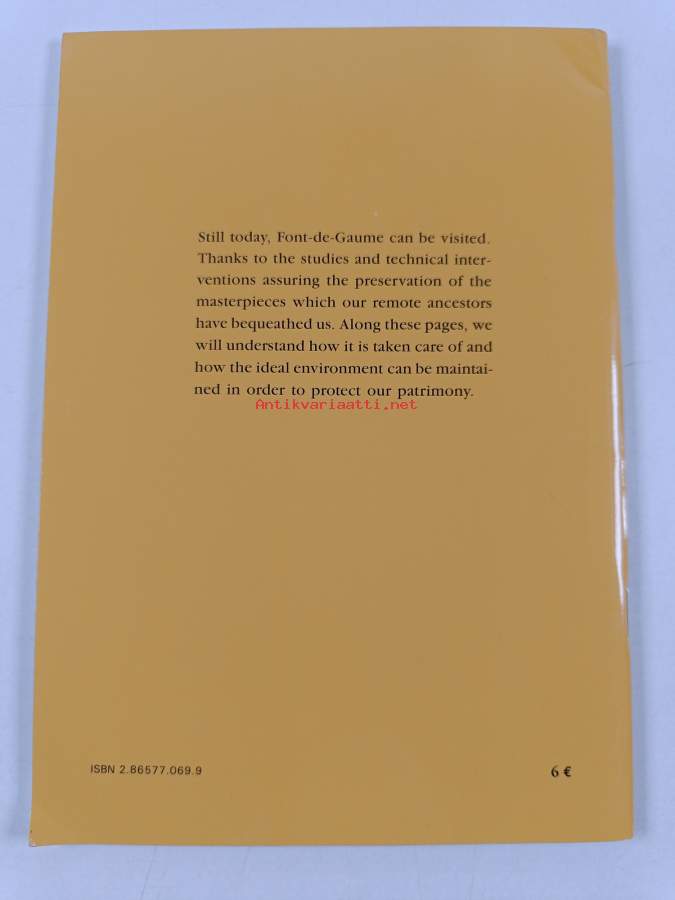 Still today, Font-de-Gaume can be visited.
Thanks to the studies and technical inter-
ventions assuring the preservation of the
masterpieces which our remote ancestors
have bequeathed us. Along these pages, we
will understand how it is taken care of and
how the ideal environment can be maintai-
ned in order to protect our patrimony.
Antikvariaatti.net
ISBN 2.86577.069.9
6 €